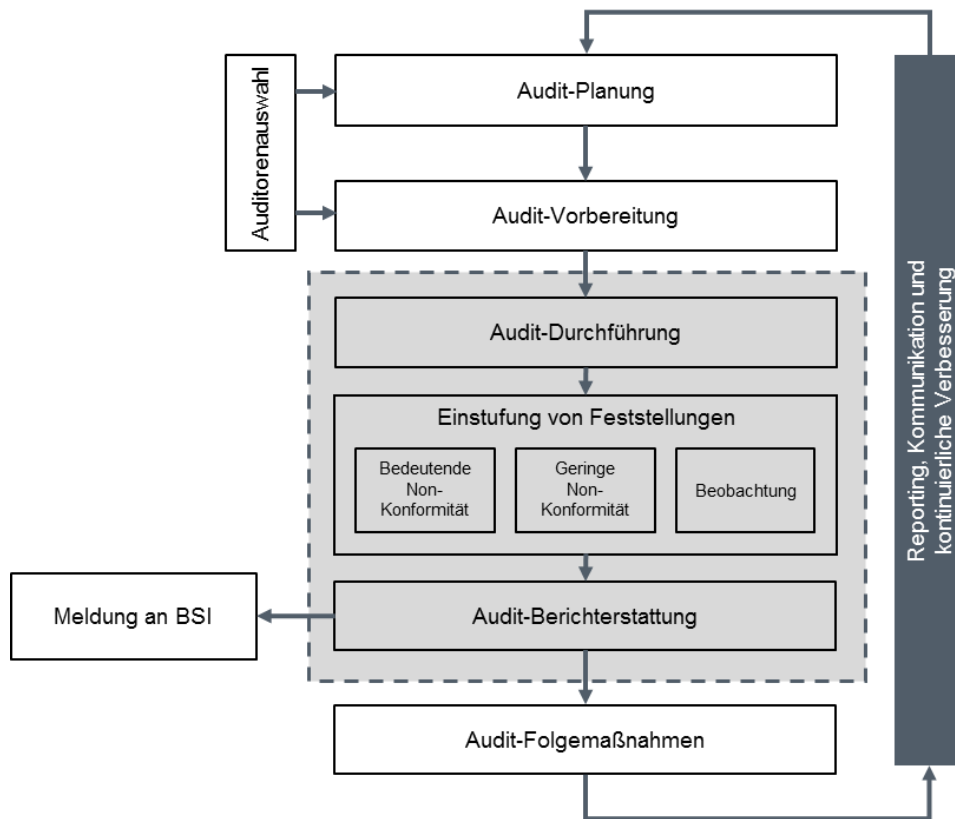 Audit-Planung
Auditorenauswahl
Audit-Vorbereitung
Audit-Durchführung
Einstufung von Feststellungen
Bedeutende
Non-
Konformität
Geringe
Non-
Konformität
Beobachtung
Audit-Berichterstattung
Meldung an BSI
Audit-Folgemaßnahmen
Reporting, Kommunikation und
kontinuierliche Verbesserung